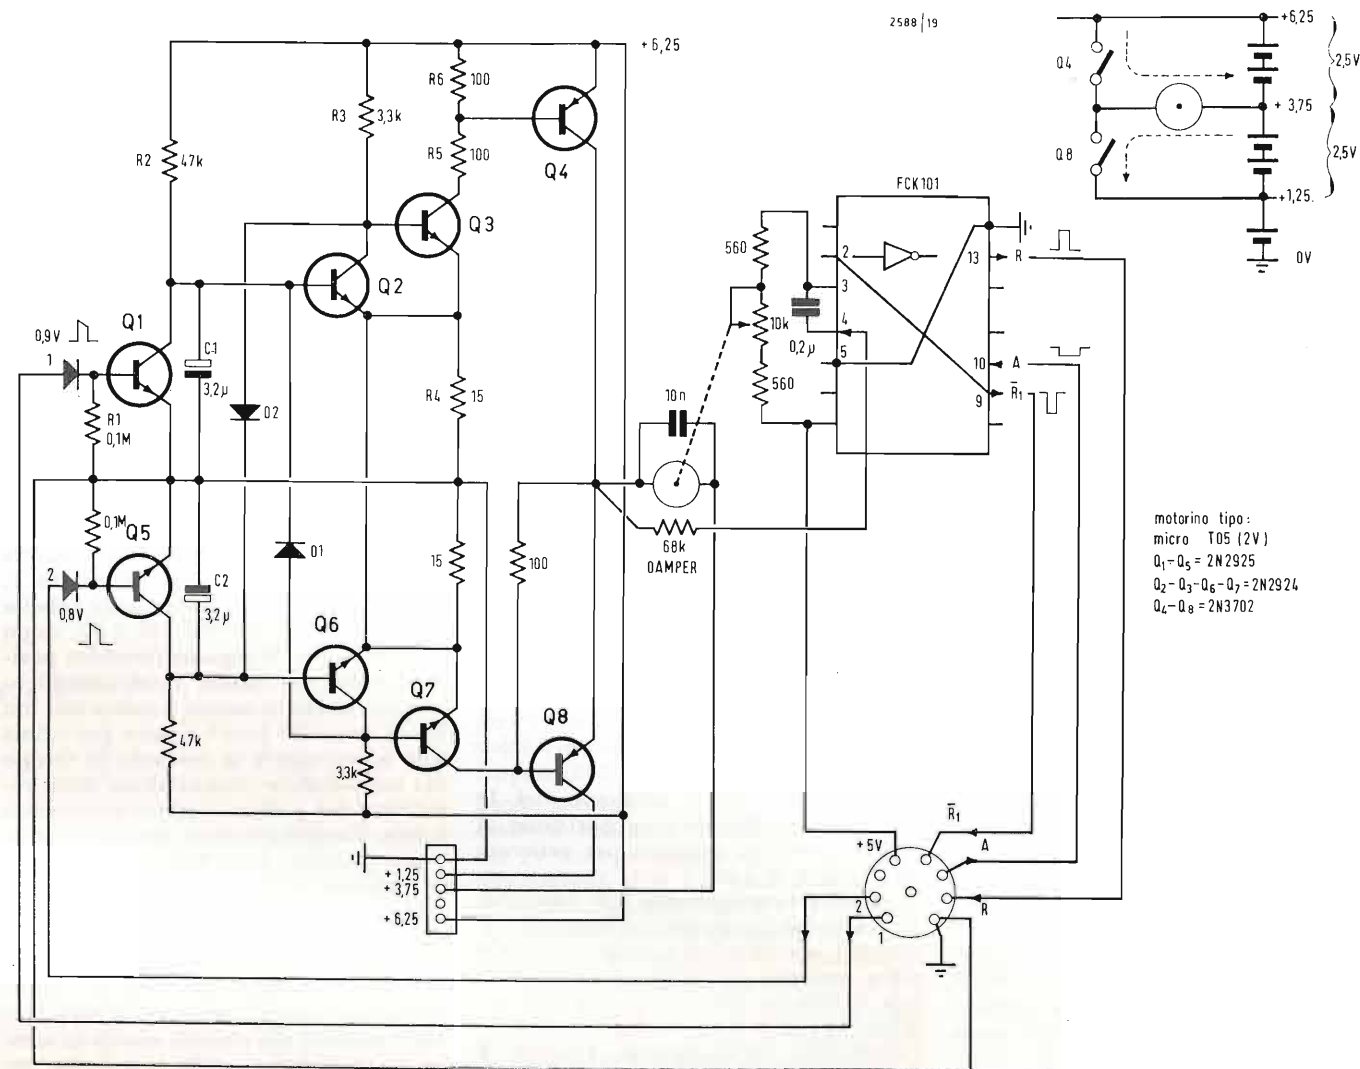 2588/19
+6,25
Q4
2,5V
+ 3,75
Q8
2,5V
+1,25.
0V
+6,25
R6
100
R3
3,3k
R5
100
Q4
R2
47k
Q3
Q2
FCK101
560
2
13
R
3
10k
4
0,2µ
5
10
A
560
9
R̅1
0,9V
1
Q1
C1
3,2µ
R1
0,1M
D2
R4
15
10n
0,1M
Q5
2
0,8V
C2
3,2µ
D1
15
100
68k
DAMPER
Q6
Q7
Q8
47k
3,3k
motorino tipo:
micro T05 (2V)
Q1-Q5 = 2N2925
Q2-Q3-Q6-Q7=2N2924
Q4-Q8=2N3702
+ 1,25
+ 3,75
+ 6,25
+5V
R̅1
A
2
1
R